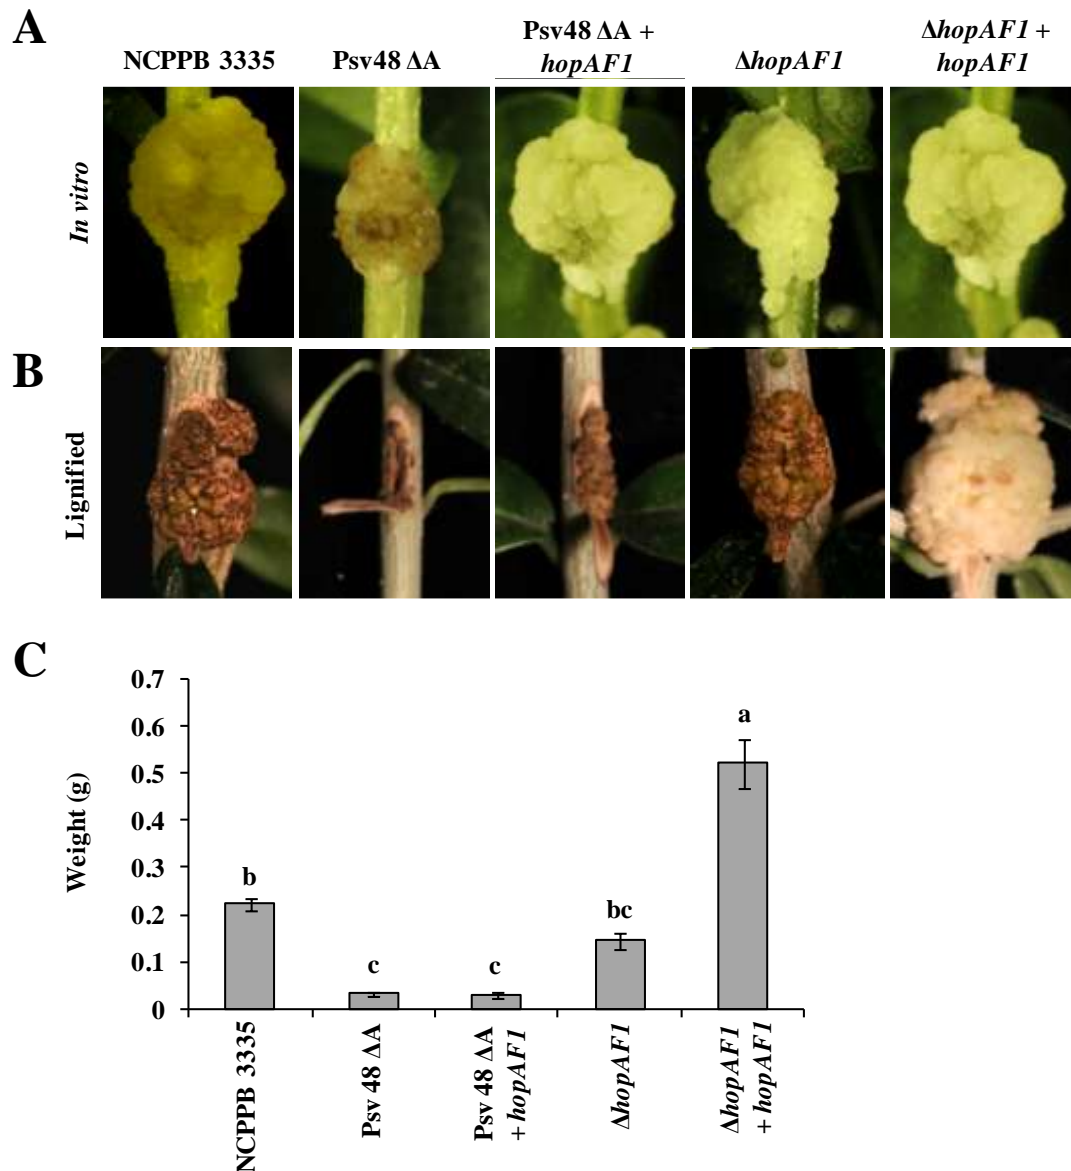 A
NCPPB 3335
Psv48 ΔA
Psv48 ΔA +
hopAF1
ΔhopAF1
ΔhopAF1 +
hopAF1
In vitro
B
Lignified
C
Weight (g)
0.7
0.6
0.5
0.4
0.3
0.2
0.1
0
b
c
c
bc
a
NCPPB 3335
Psv 48 ΔA
Psv 48 ΔA
+ hopAF1
ΔhopAF1
ΔhopAF1
+ hopAF1